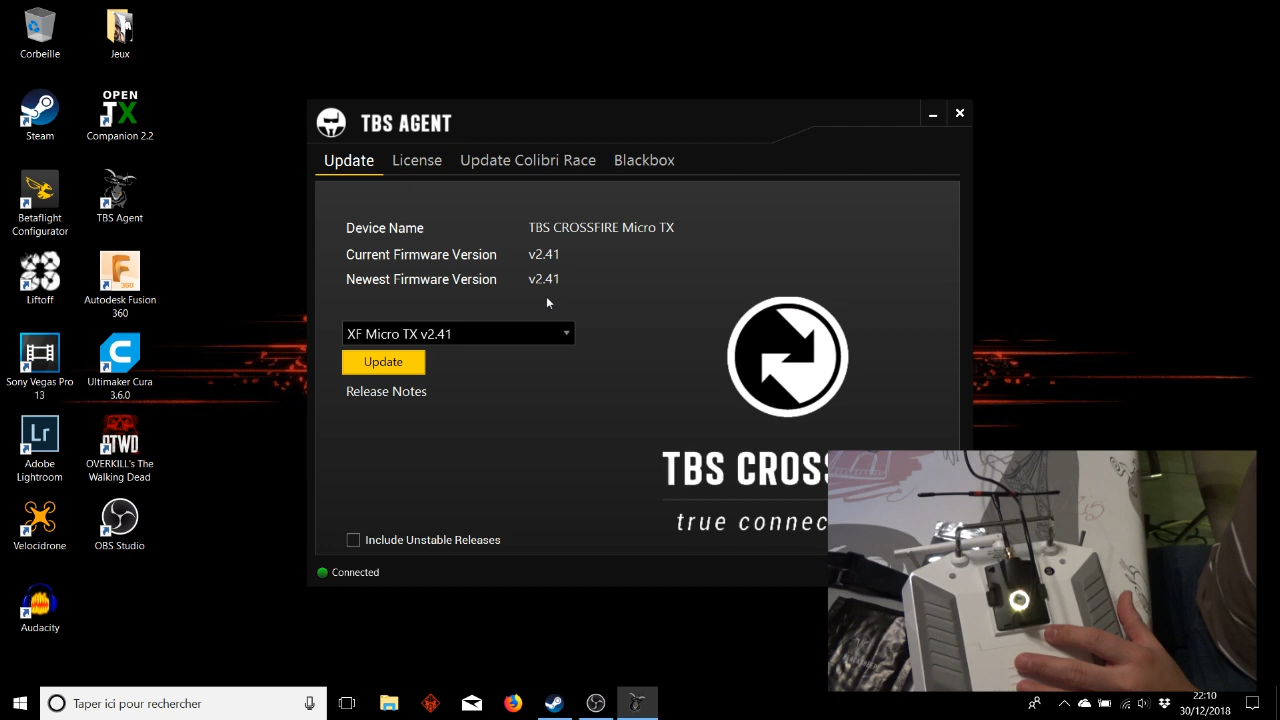 Corbeille
Jeux
Steam
OPEN
TX
Companion 2.2
Betaflight
Configurator
TBS Agent
Liftoff
Autodesk Fusion
360
Sony Vegas Pro
13
Ultimaker Cura
3.6.0
Lr
Adobe
Lightroom
OTWD
OVERKILL's The
Walking Dead
Velocidrone
OBS Studio
Audacity
TBS AGENT
Update
License
Update Colibri Race
Blackbox
Device Name
TBS CROSSFIRE Micro TX
Current Firmware Version
v2.41
Newest Firmware Version
v2.41
XF Micro TX v2.41
Update
Release Notes
TBS CROS
true connec
Include Unstable Releases
Connected
Taper ici pour rechercher
22:10
30/12/2018